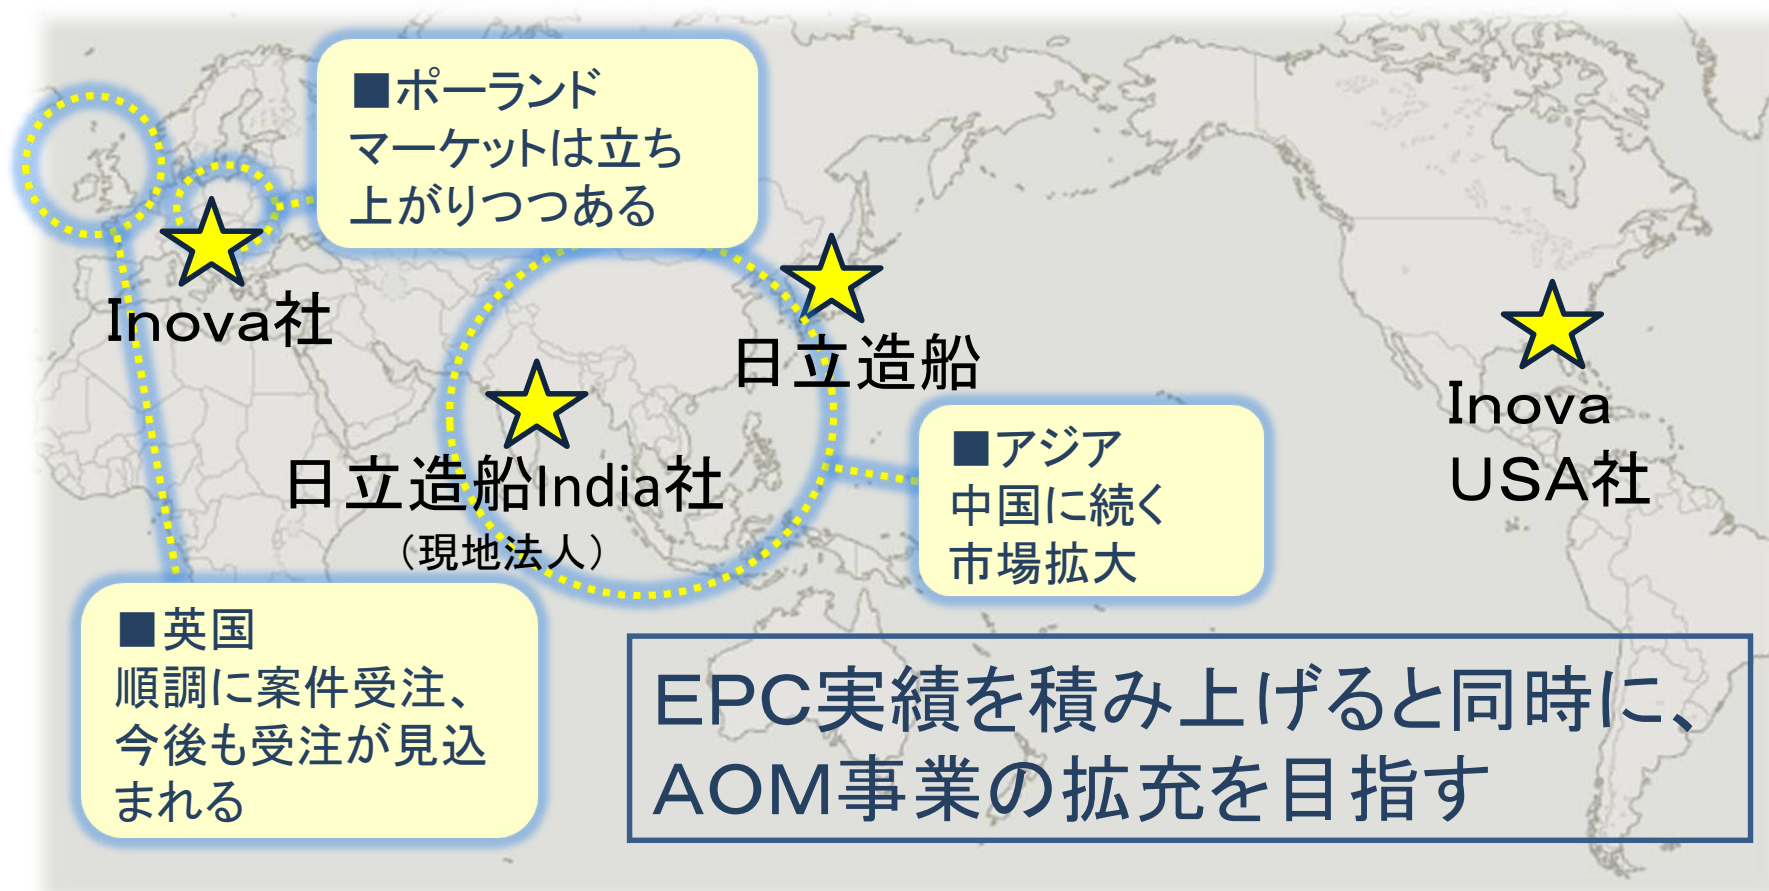 ■ポーランド
マーケットは立ち
上がりつつある
Inova社
日立造船
日立造船India社
（現地法人）
■アジア
中国に続く
市場拡大
Inova
USA社
■英国
順調に案件受注、
今後も受注が見込
まれる
EPC実績を積み上げると同時に、
AOM事業の拡充を目指す